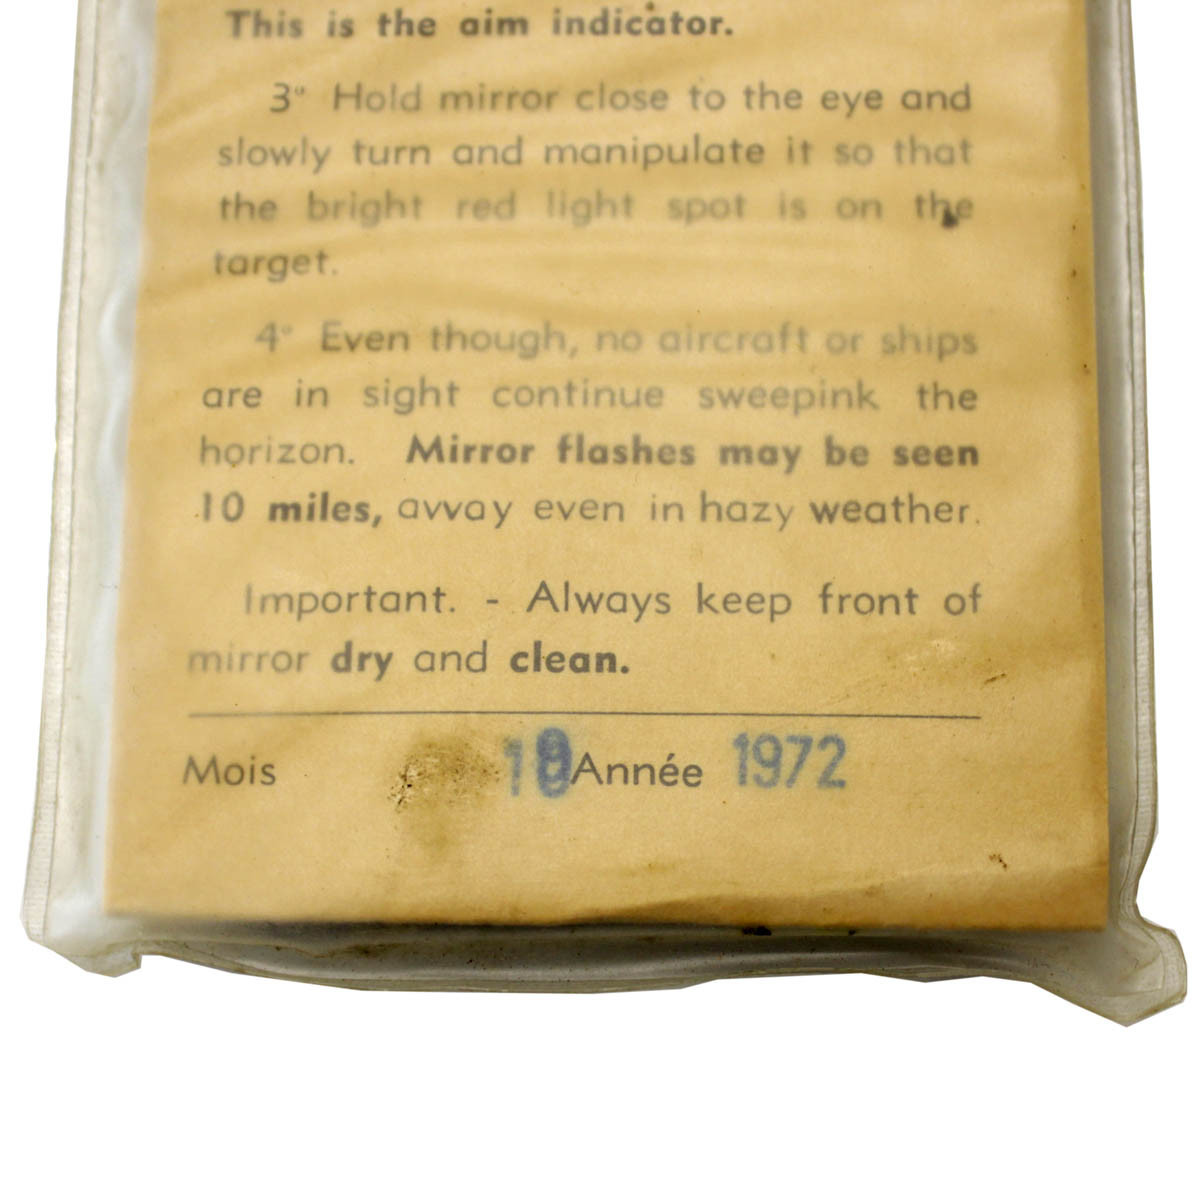 This is the aim indicator.
3° Hold mirror close to the eye and
slowly turn and manipulate it so that
the bright red light spot is on the
target.
4° Even though, no aircraft or ships
are in sight continue sweepink the
horizon. Mirror flashes may be seen
10 miles, avvay even in hazy weather.
Important. - Always keep front of
mirror dry and clean.
Mois Année 1972